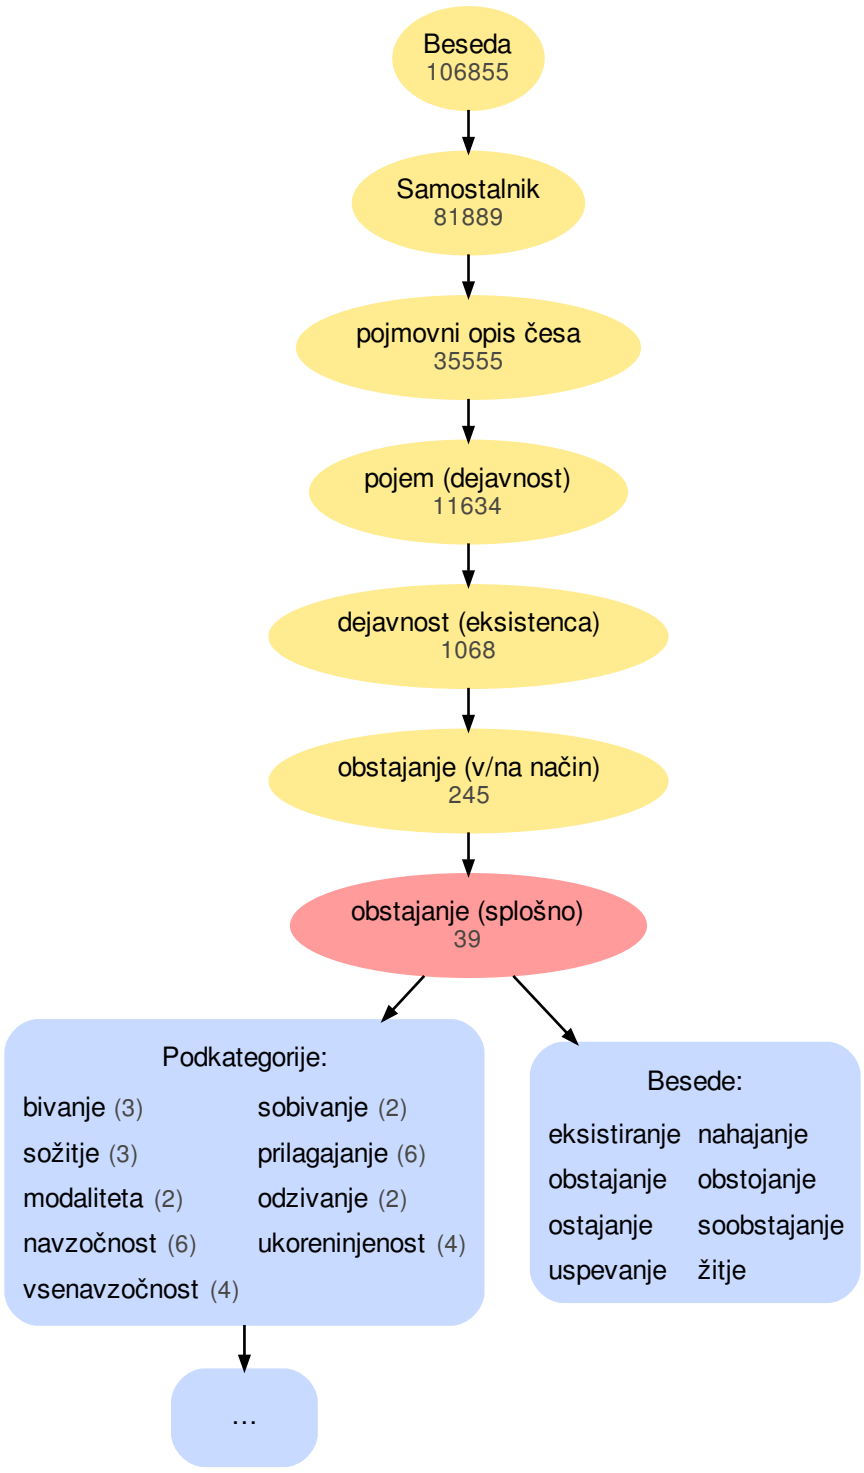 Beseda
106855
Samostalnik
81889
pojmovni opis česa
35555
pojem (dejavnost)
11634
dejavnost (eksistenca)
1068
obstajanje (v/na način)
245
obstajanje (splošno)
39
Podkategorije:
bivanje (3) sobivanje (2)
sožitje (3) prilagajanje (6)
modaliteta (2) odzivanje (2)
navzočnost (6) ukoreninjenost (4)
vsenavzočnost (4)
Besede:
eksistiranje nahajanje
obstajanje obstojanje
ostajanje soobstajanje
uspevanje žitje
...